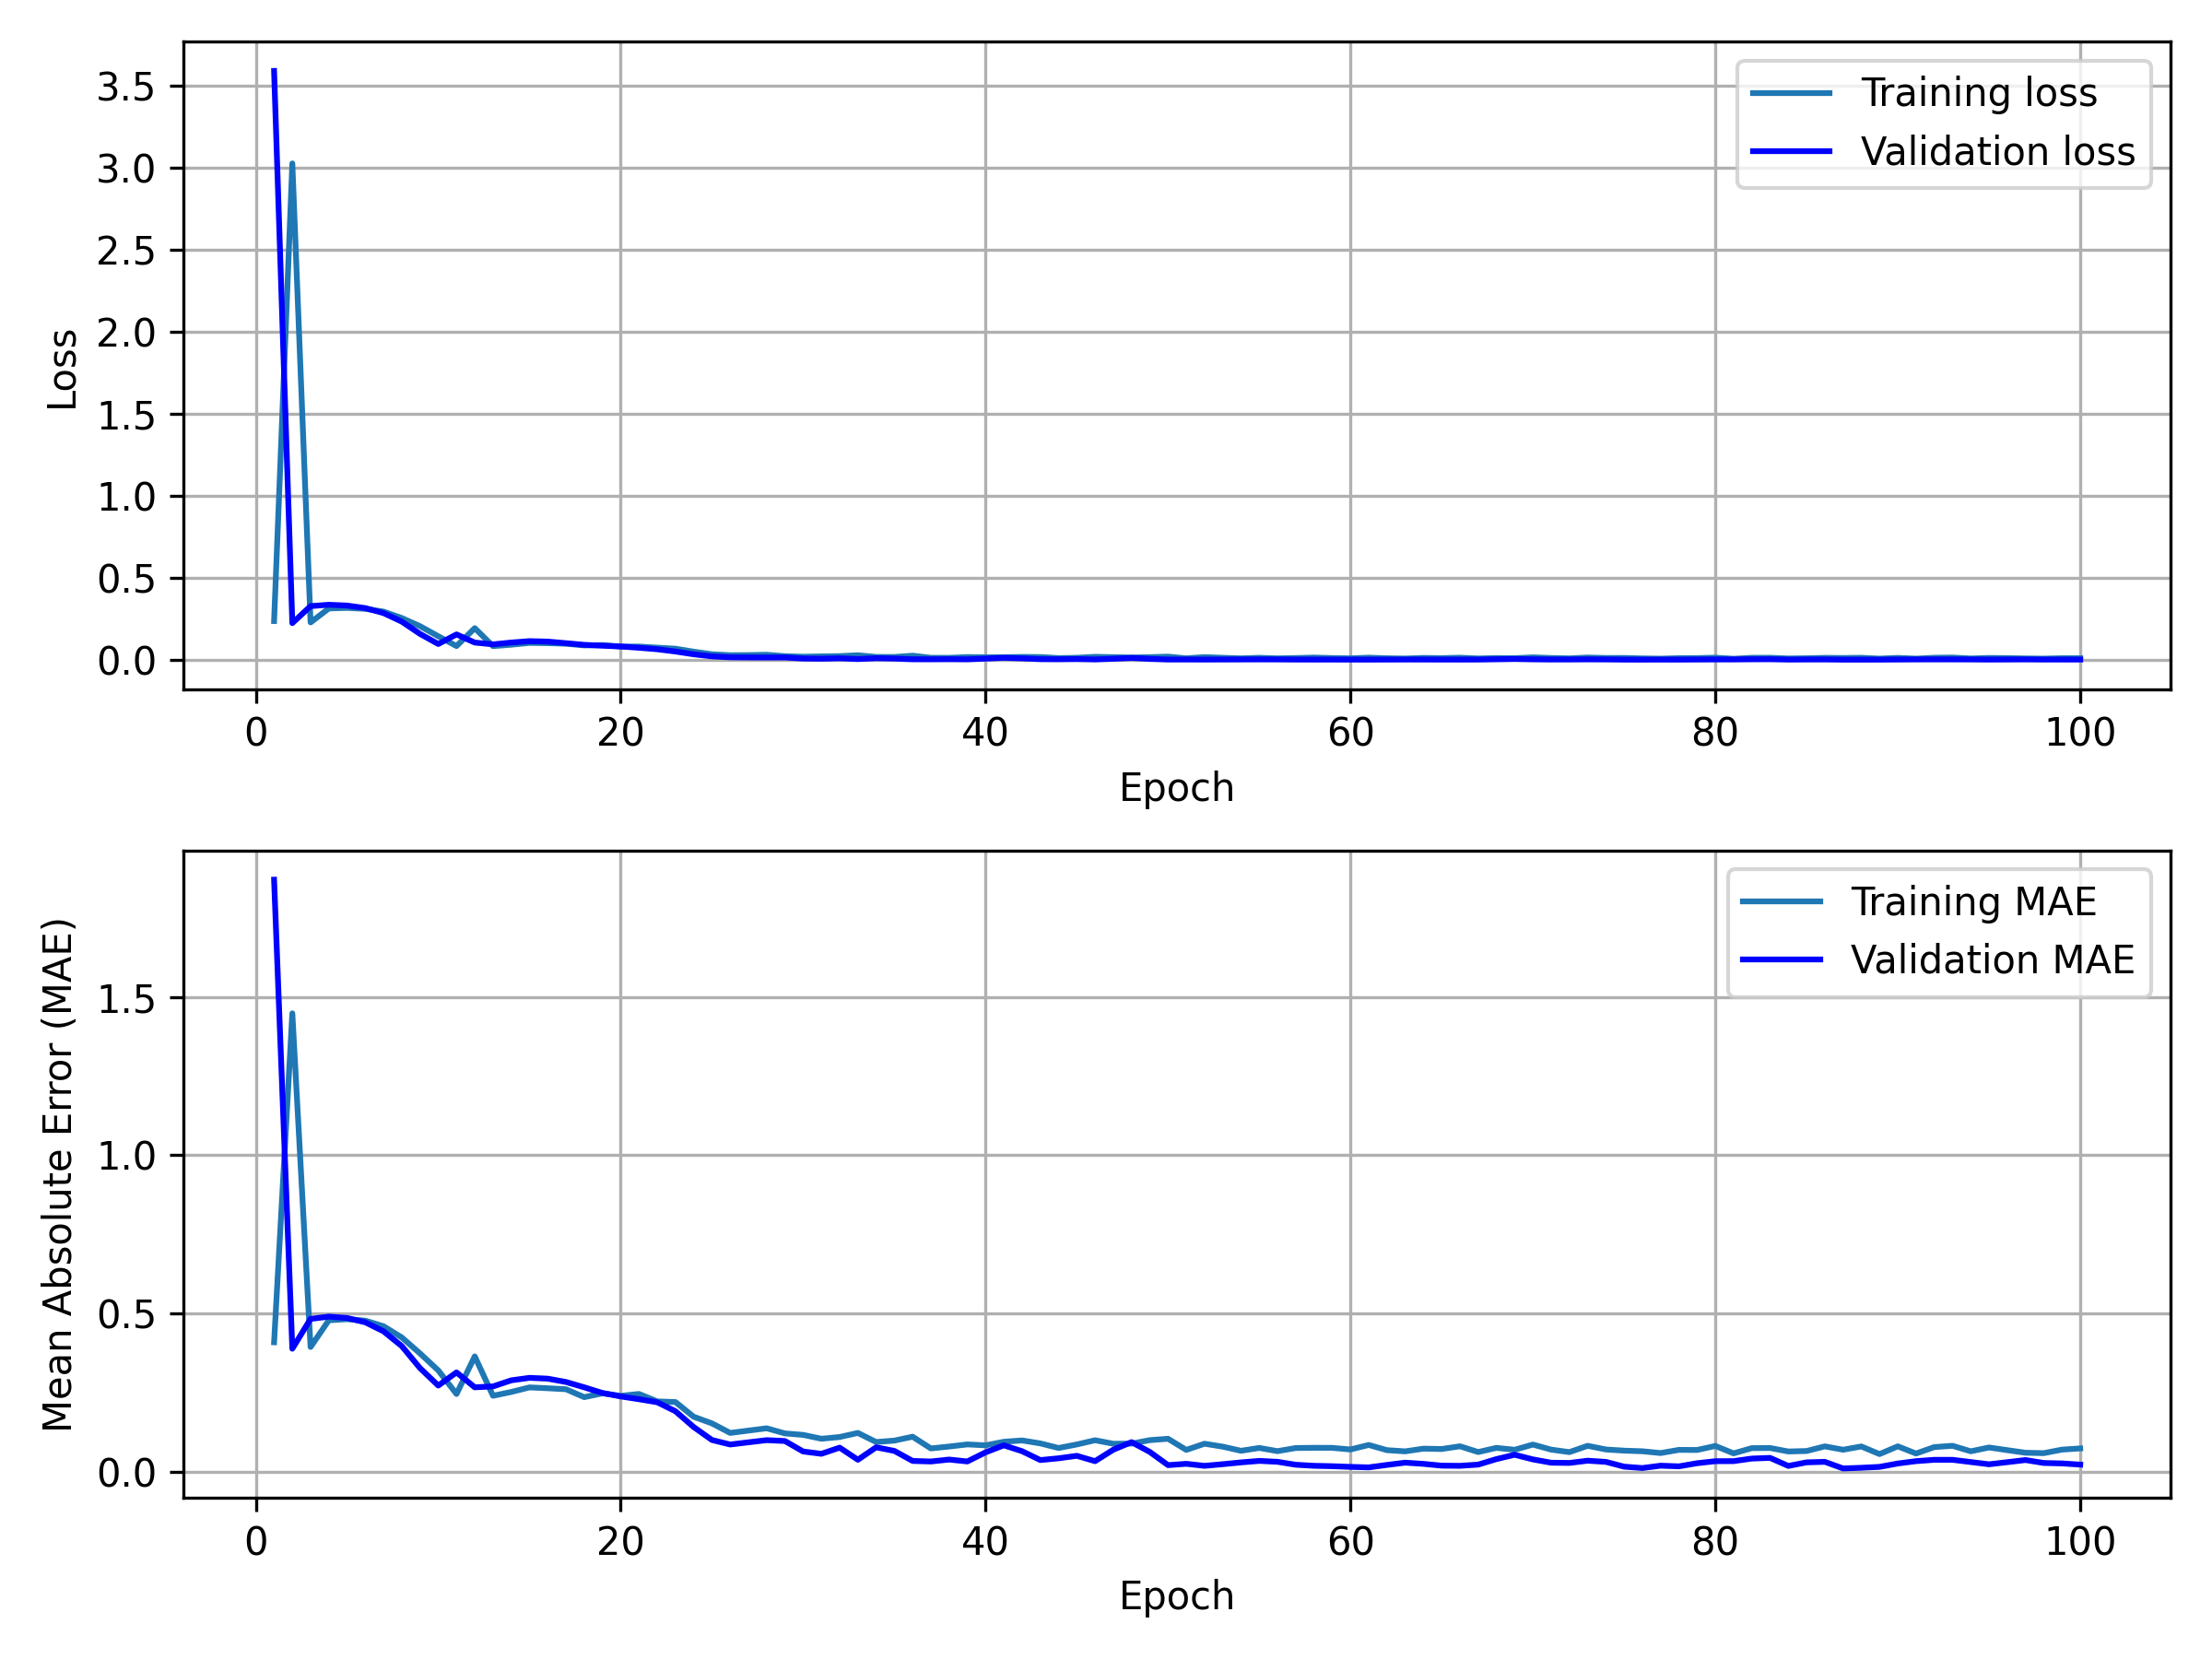 3.5
3.0
2.5
2.0
1.5
1.0
0.5
0.0
Loss
Training loss
Validation loss
0 20 40 60 80 100
Epoch
1.5
1.0
0.5
0.0
Mean Absolute Error (MAE)
Training MAE
Validation MAE
0 20 40 60 80 100
Epoch